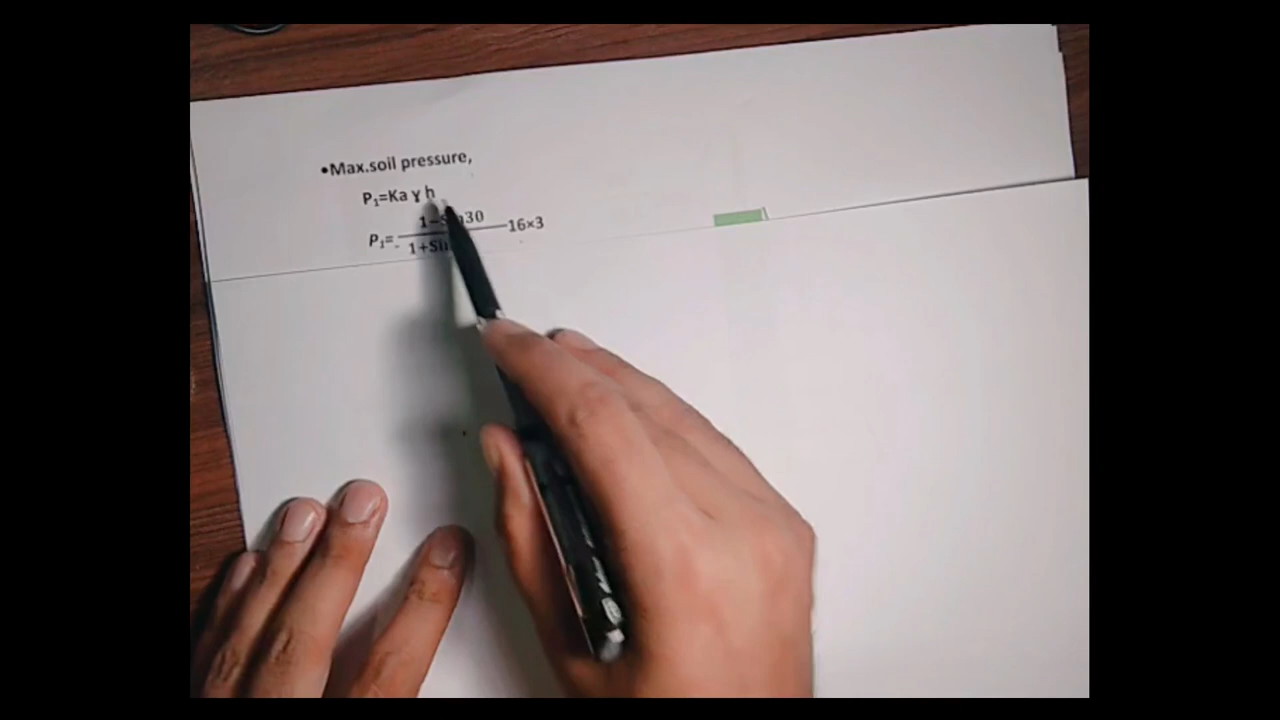 •Max.soil pressure,
P₁=Ka ɣ h
1−Sin30
P₁= 16×3
1+Sin